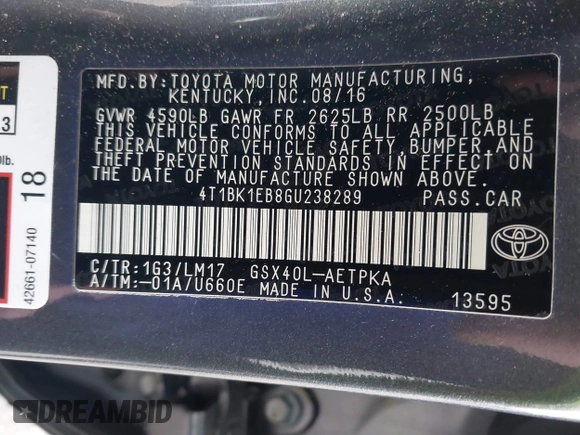 MFD.BY:TOYOTA MOTOR MANUFACTURING,
KENTUCKY,INC.08/16
GVWR 4590LB GAWR FR 2625LB RR 2500LB
THIS VEHICLE CONFORMS TO ALL APPLICABLE
FEDERAL MOTOR VEHICLE SAFETY,BUMPER,AND
THEFT PREVENTION STANDARDS IN EFFECT ON
THE DATE OF MANUFACTURE SHOWN ABOVE.
4T1BK1EB8GU238289 PASS.CAR
C/TR:1G3/LM17 GSX40L-AETPKA
A/TM:-01A/U660E MADE IN U.S.A.
13595
TOYOTA
3
lb.
18
42661-07140
DREAMBID